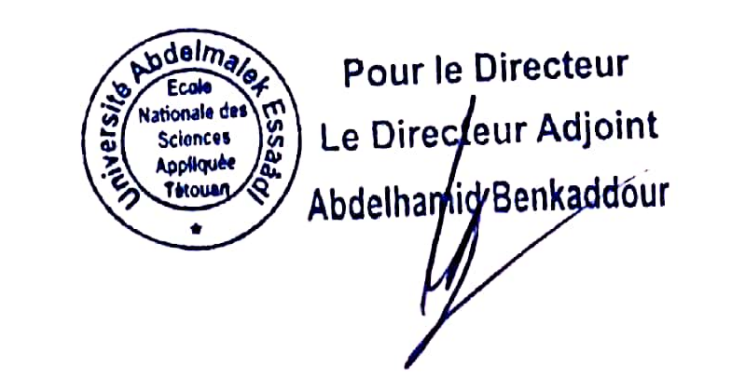 Université Abdelmalek Essaâdi
Ecole
Nationale des
Sciences
Appliquée
Tétouan
Pour le Directeur
Le Directeur Adjoint
Abdelhamid Benkaddour